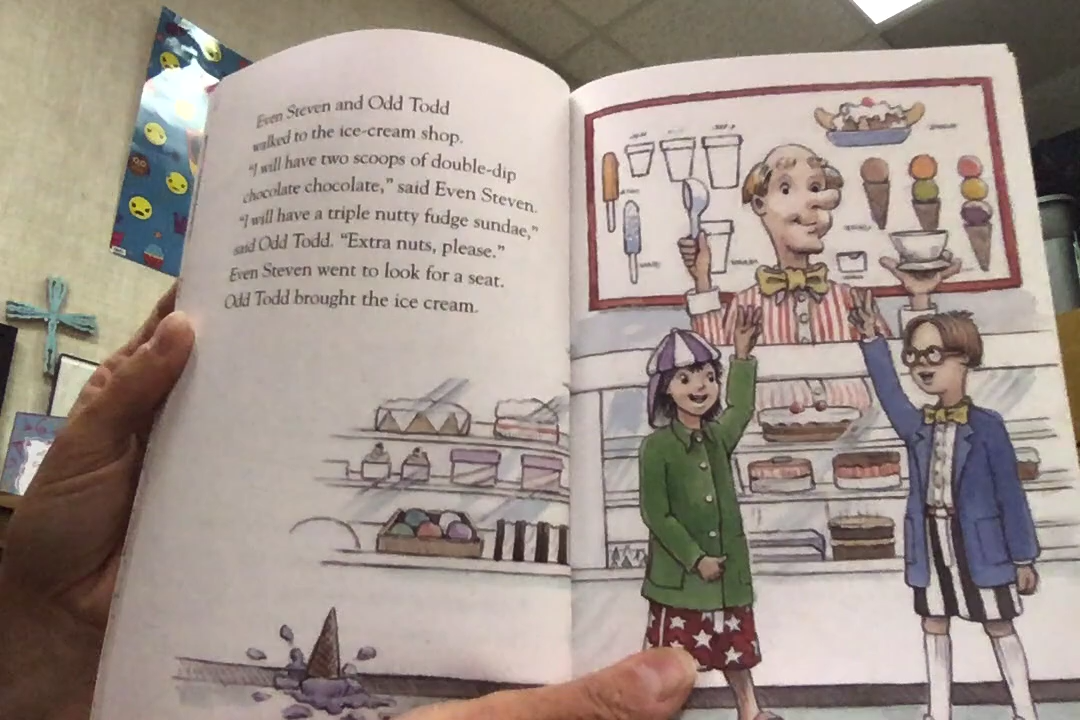 Even Steven and Odd Todd
walked to the ice-cream shop.
"I will have two scoops of double-dip
chocolate chocolate," said Even Steven.
"I will have a triple nutty fudge sundae,"
said Odd Todd. "Extra nuts, please."
Even Steven went to look for a seat.
Odd Todd brought the ice cream.